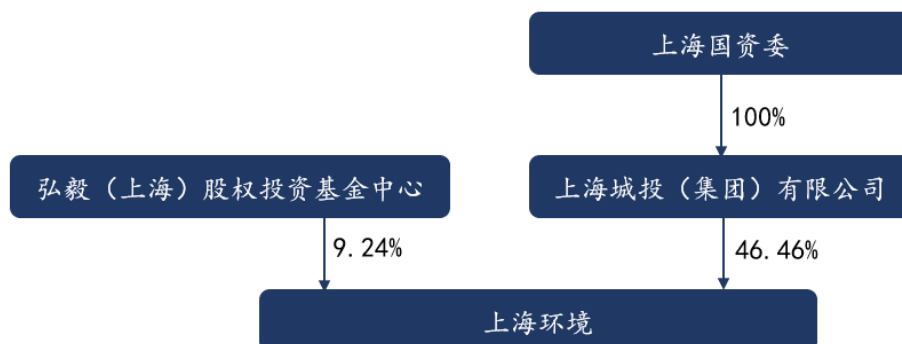 上海国资委
100%
弘毅（上海）股权投资基金中心
上海城投（集团）有限公司
9.24%
46.46%
上海环境